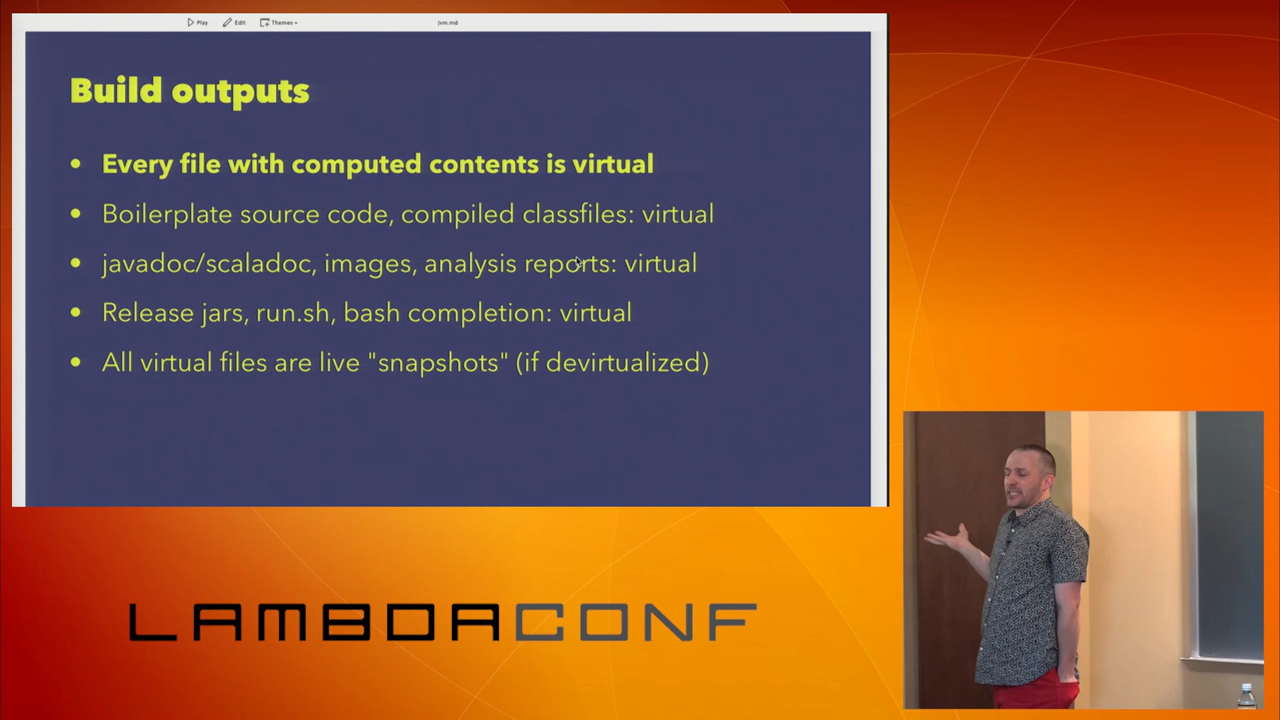 Play Edit Themes jvm.md
Build outputs
• Every file with computed contents is virtual
• Boilerplate source code, compiled classfiles: virtual
• javadoc/scaladoc, images, analysis reports: virtual
• Release jars, run.sh, bash completion: virtual
• All virtual files are live "snapshots" (if devirtualized)
LAMBDACONF